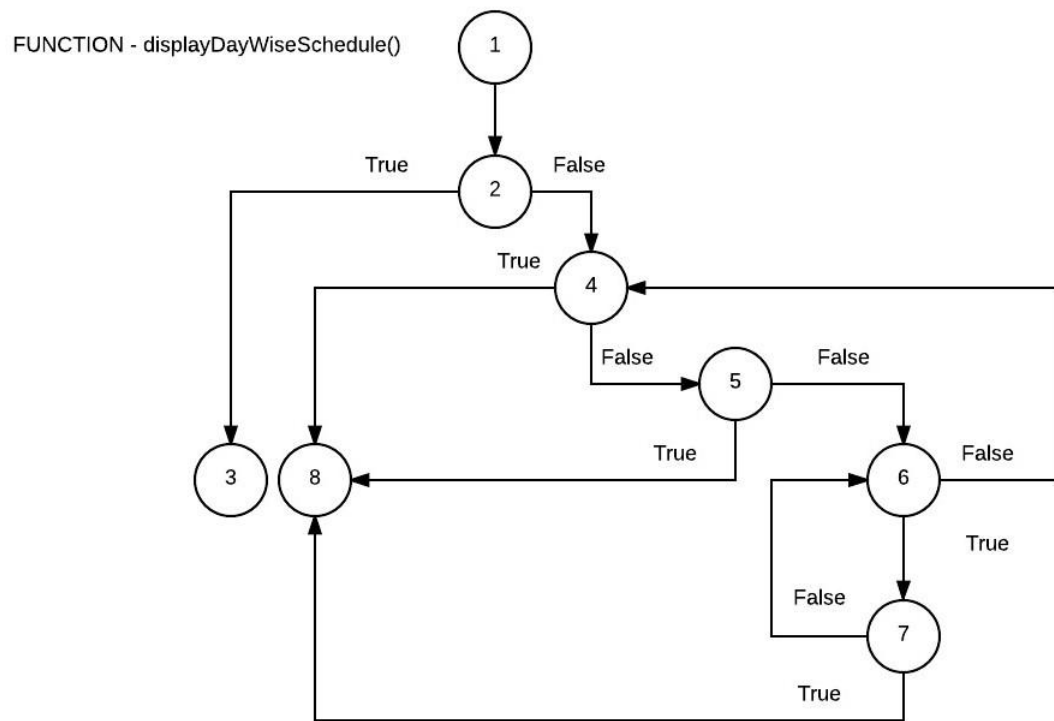 FUNCTION - displayDayWiseSchedule()
1
True
False
2
True
4
False
False
5
True
False
3
8
6
True
False
7
True